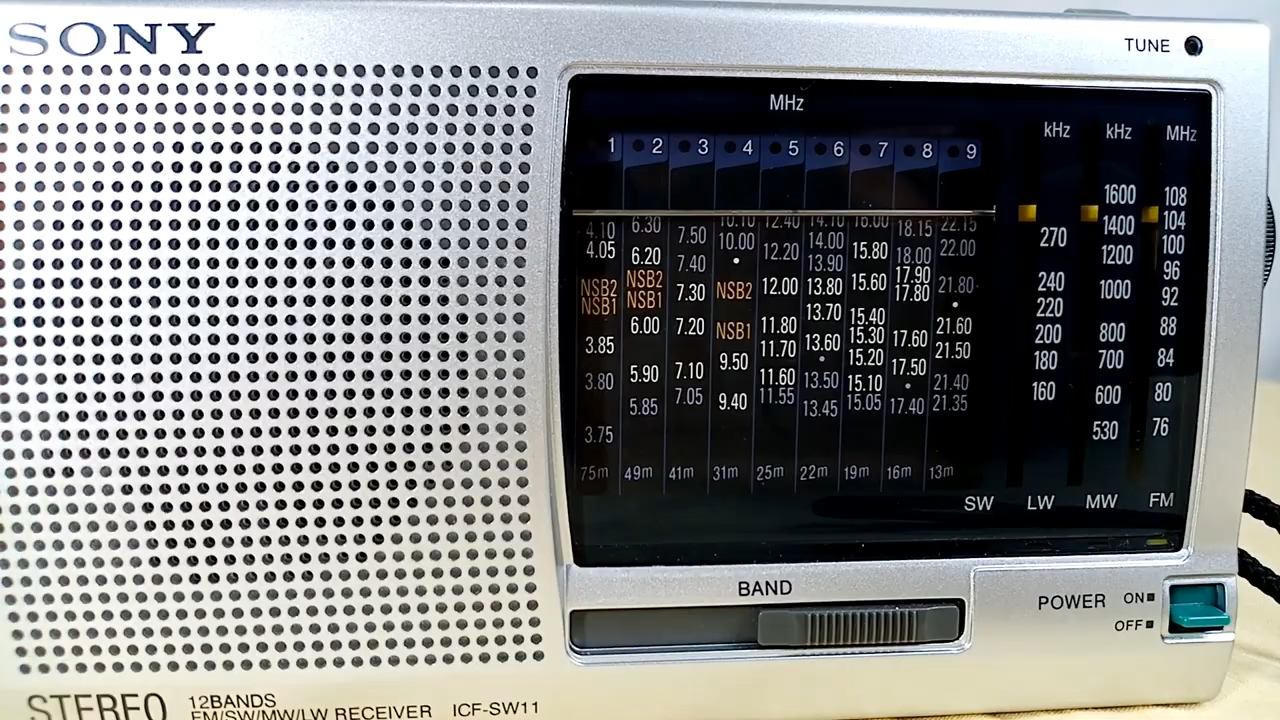 SONY
TUNE
MHz
kHz kHz MHz
1 2 3 4 5 6 7 8 9
1600 108
6.30 10.10 12.40 14.10 16.00 18.15 22.15 1400 104
4.10 7.50 10.00 12.20 14.00 15.80 18.00 22.00 270 1200 100
4.05 6.20 7.40 13.90 17.90 96
NSB2 NSB2 7.30 NSB2 12.00 13.80 15.60 17.80 21.80 240 1000 92
NSB1 NSB1 13.70 15.40 220
6.00 7.20 NSB1 11.80 15.30 21.60 200 800 88
3.85 11.70 13.60 15.20 17.60 21.50 180 700 84
5.90 7.10 9.50 11.60 13.50 15.10 17.50 21.40 160 600 80
3.80 7.05 11.55
5.85 9.40 13.45 15.05 17.40 21.35 530 76
3.75
75m 49m 41m 31m 25m 22m 19m 16m 13m
SW LW MW FM
BAND
POWER ON
OFF
STEREO 12BANDS
FM/SW/MW/LW RECEIVER ICF-SW11